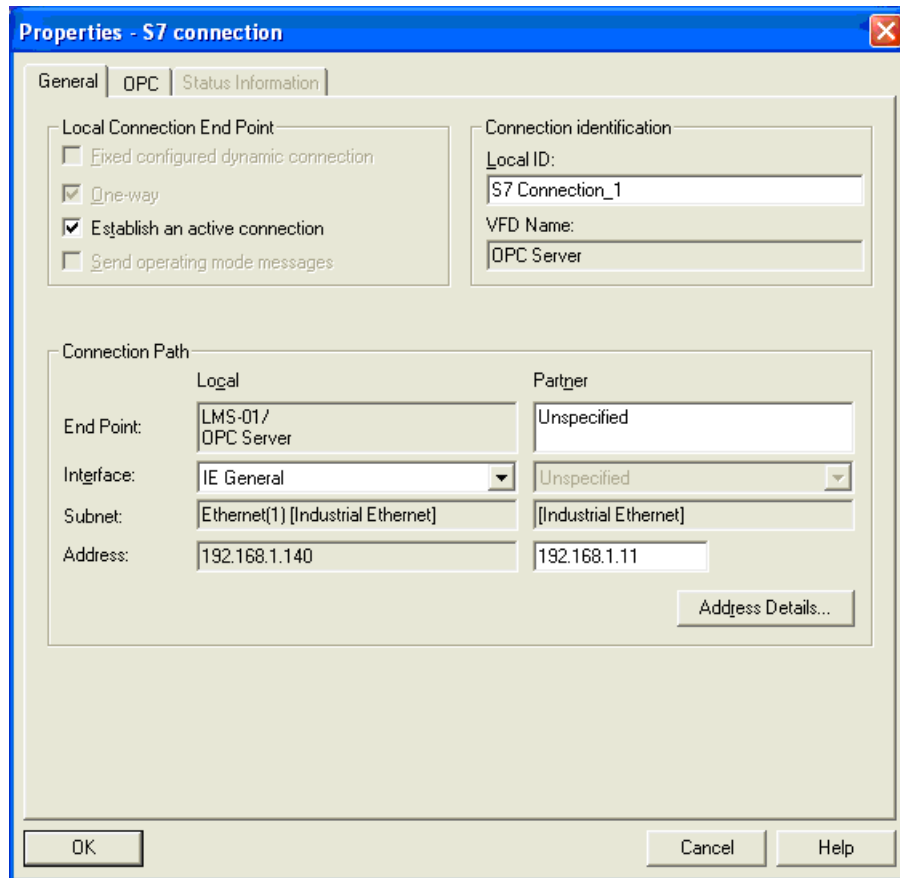 Properties - S7 connection
General
OPC
Status Information
Local Connection End Point
Fixed configured dynamic connection
One-way
Establish an active connection
Send operating mode messages
Connection identification
Local ID:
S7 Connection_1
VFD Name:
OPC Server
Connection Path
Local Partner
End Point: LMS-01/ Unspecified
OPC Server
Interface: IE General Unspecified
Subnet: Ethernet(1) [Industrial Ethernet] [Industrial Ethernet]
Address: 192.168.1.140 192.168.1.11
Address Details...
OK Cancel Help